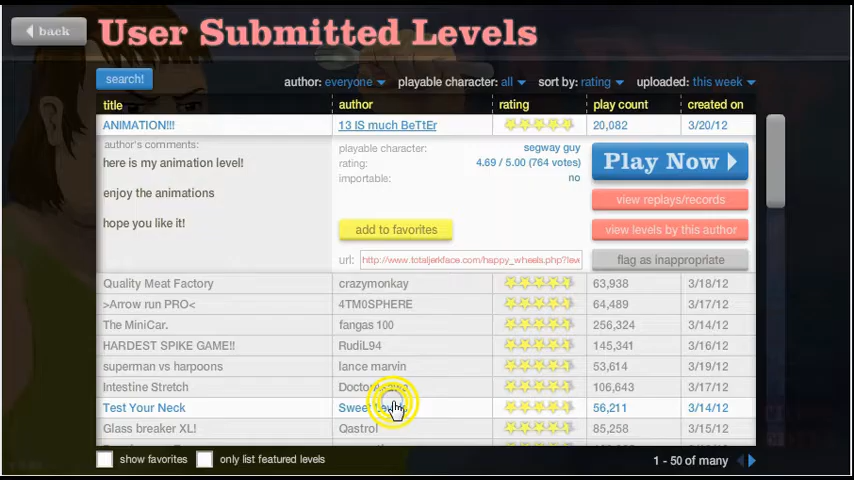 back
User Submitted Levels
search!
author: everyone playable character: all sort by: rating uploaded: this week
title author rating play count created on
ANIMATION!!! 13 IS much BeTtEr 20,082 3/20/12
author's comments:
here is my animation level!
enjoy the animations
hope you like it!
playable character: segway guy
rating: 4.69 / 5.00 (764 votes)
importable: no
add to favorites
url: http://www.totaljerkface.com/happy_wheels.php?lev
Play Now
view replays/records
view levels by this author
flag as inappropriate
Quality Meat Factory crazymonkay 63,938 3/18/12
>Arrow run PRO< 4TM0SPHERE 64,489 3/17/12
The MiniCar. fangas 100 256,324 3/14/12
HARDEST SPIKE GAME!! RudiL94 145,341 3/16/12
superman vs harpoons lance marvin 53,614 3/19/12
Intestine Stretch 106,643 3/17/12
Test Your Neck Sweet 56,211 3/14/12
Glass breaker XL! Qastrol 85,258 3/15/12
show favorites only list featured levels 1 - 50 of many